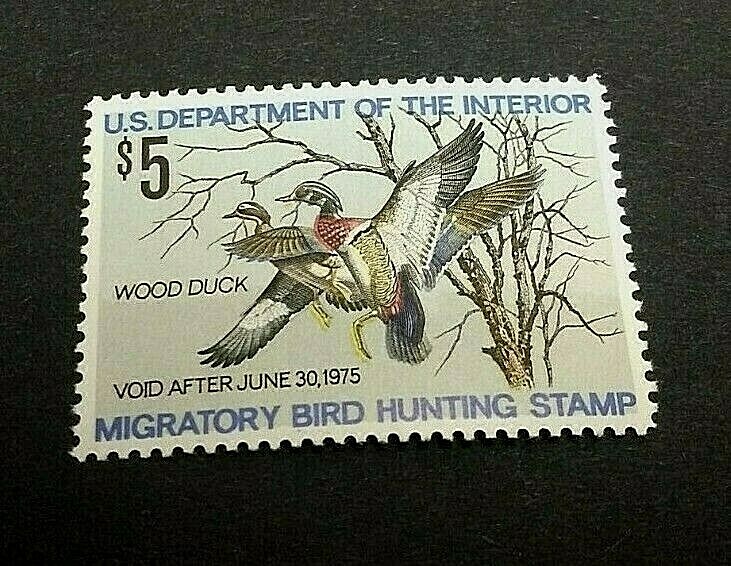 U.S. DEPARTMENT OF THE INTERIOR
$5
WOOD DUCK
VOID AFTER JUNE 30, 1975
MIGRATORY BIRD HUNTING STAMP